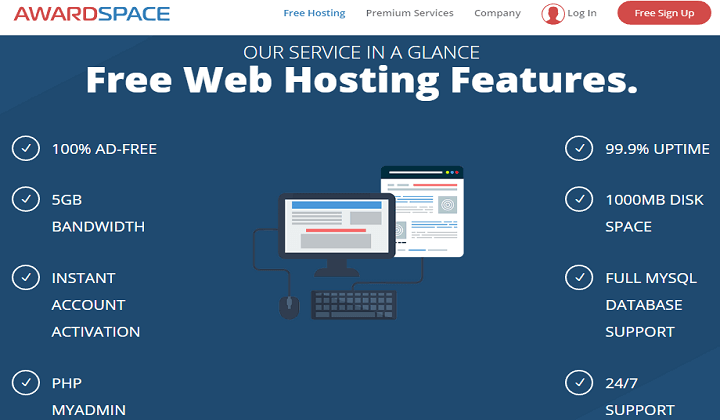 AWARDSPACE
Free Hosting
Premium Services
Company
Log In
Free Sign Up
OUR SERVICE IN A GLANCE
Free Web Hosting Features.
100% AD-FREE
5GB
BANDWIDTH
INSTANT
ACCOUNT
ACTIVATION
PHP
MYADMIN
99.9% UPTIME
1000MB DISK
SPACE
FULL MYSQL
DATABASE
SUPPORT
24/7
SUPPORT